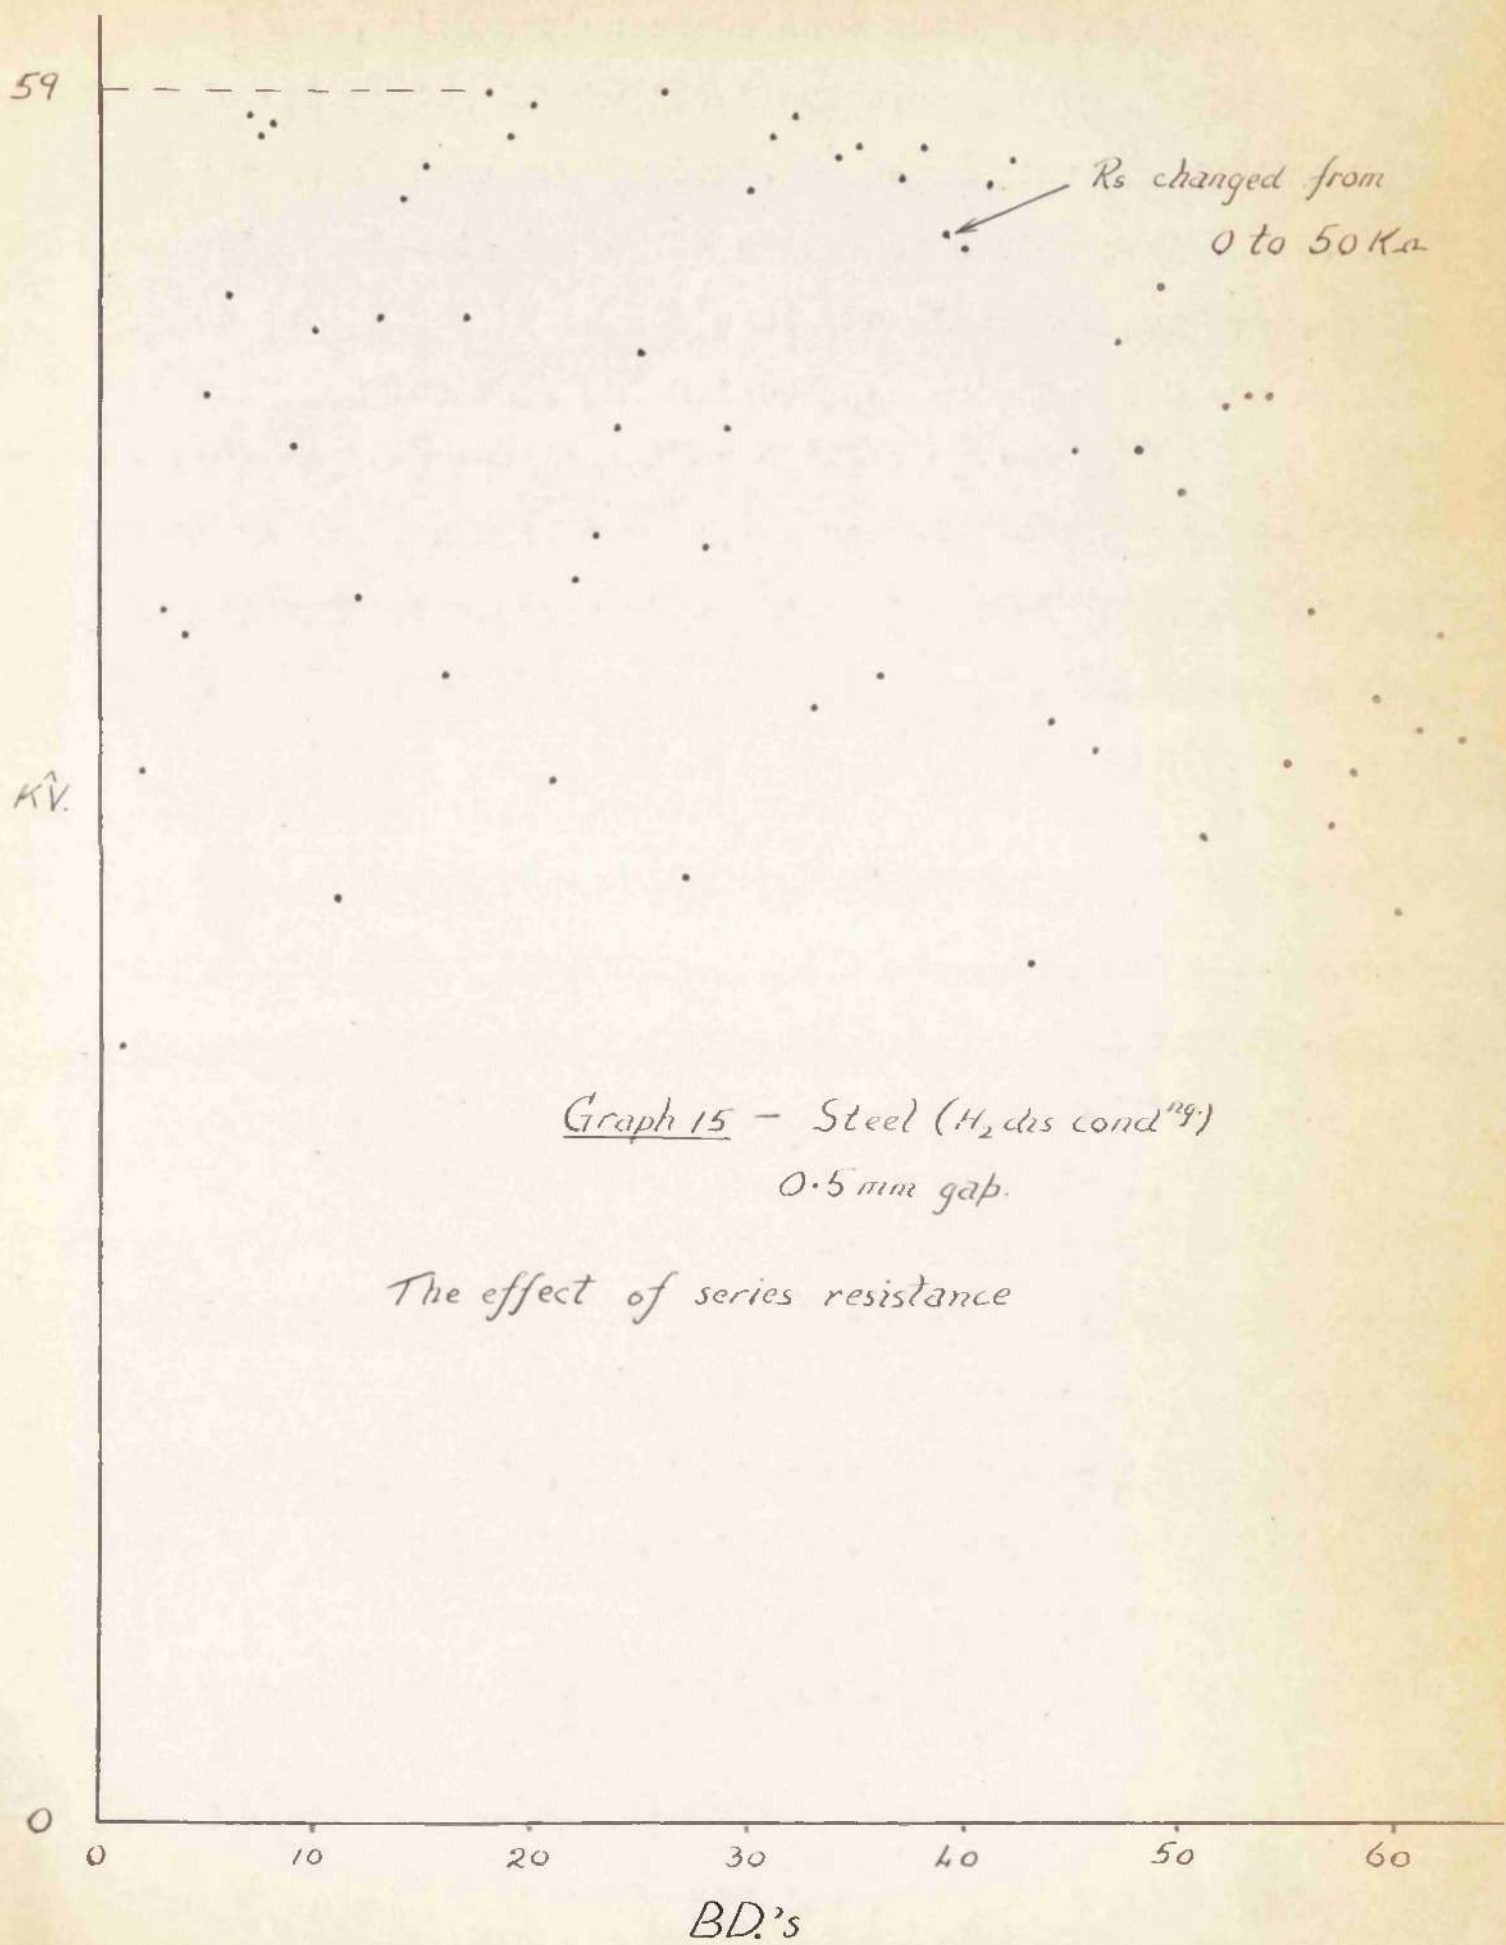 59
Rs changed from
0 to 50 KΩ
KV̂.
Graph 15 - Steel (H₂ dis condⁿᵍ·)
0·5 mm gap.
The effect of series resistance
0
0 10 20 30 40 50 60
BD.'s